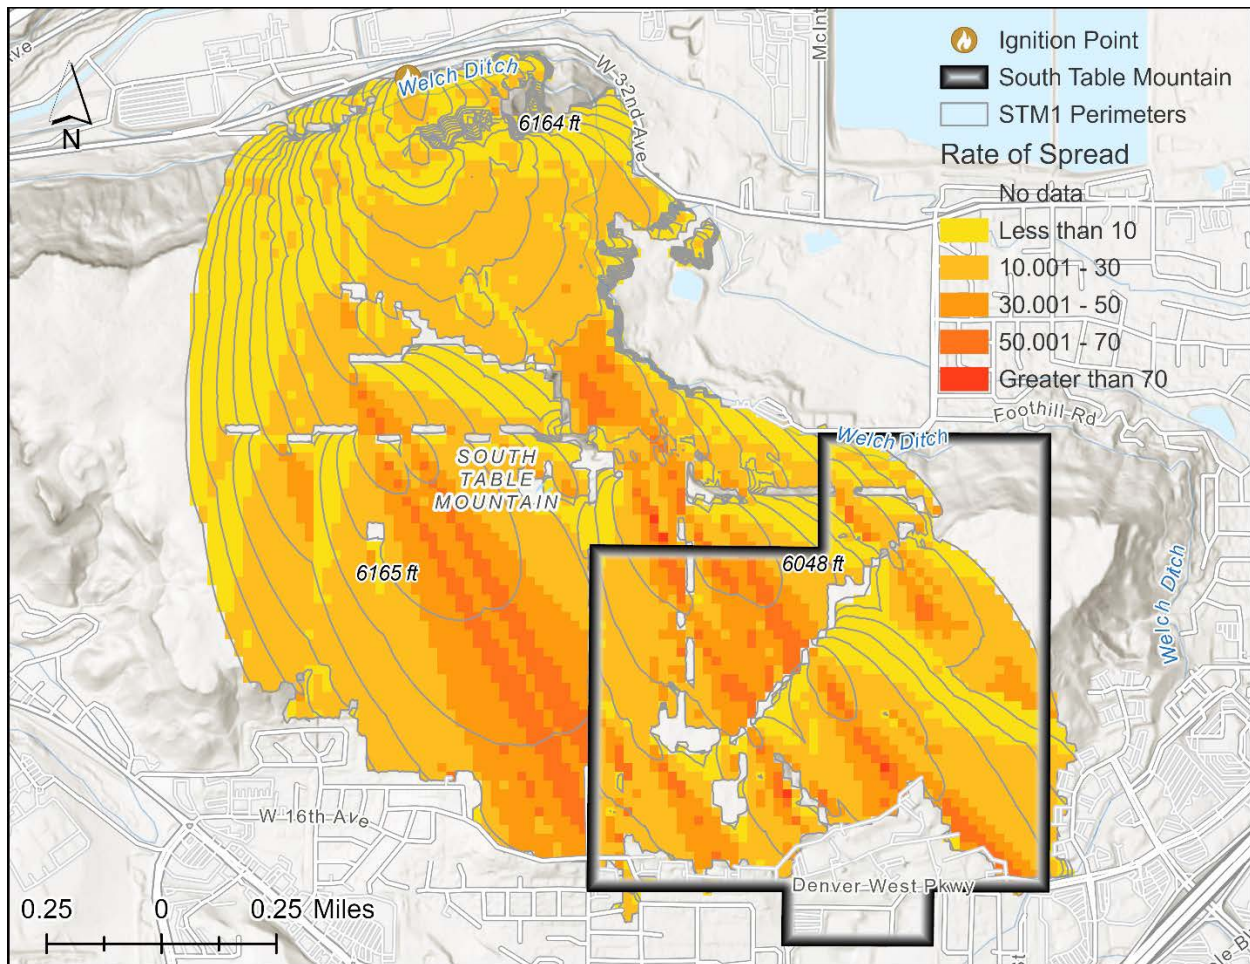 Ave
Ave
Welch Ditch
W 32nd Ave
McInt
6164 ft
N
Ignition Point
South Table Mountain
STM1 Perimeters
Rate of Spread
No data
Less than 10
10.001 - 30
30.001 - 50
50.001 - 70
Greater than 70
Foothill Rd
Welch Ditch
SOUTH
TABLE
MOUNTAIN
6165 ft
6048 ft
Welch Ditch
W 16th Ave
Denver West Pkwy
0.25 0 0.25 Miles